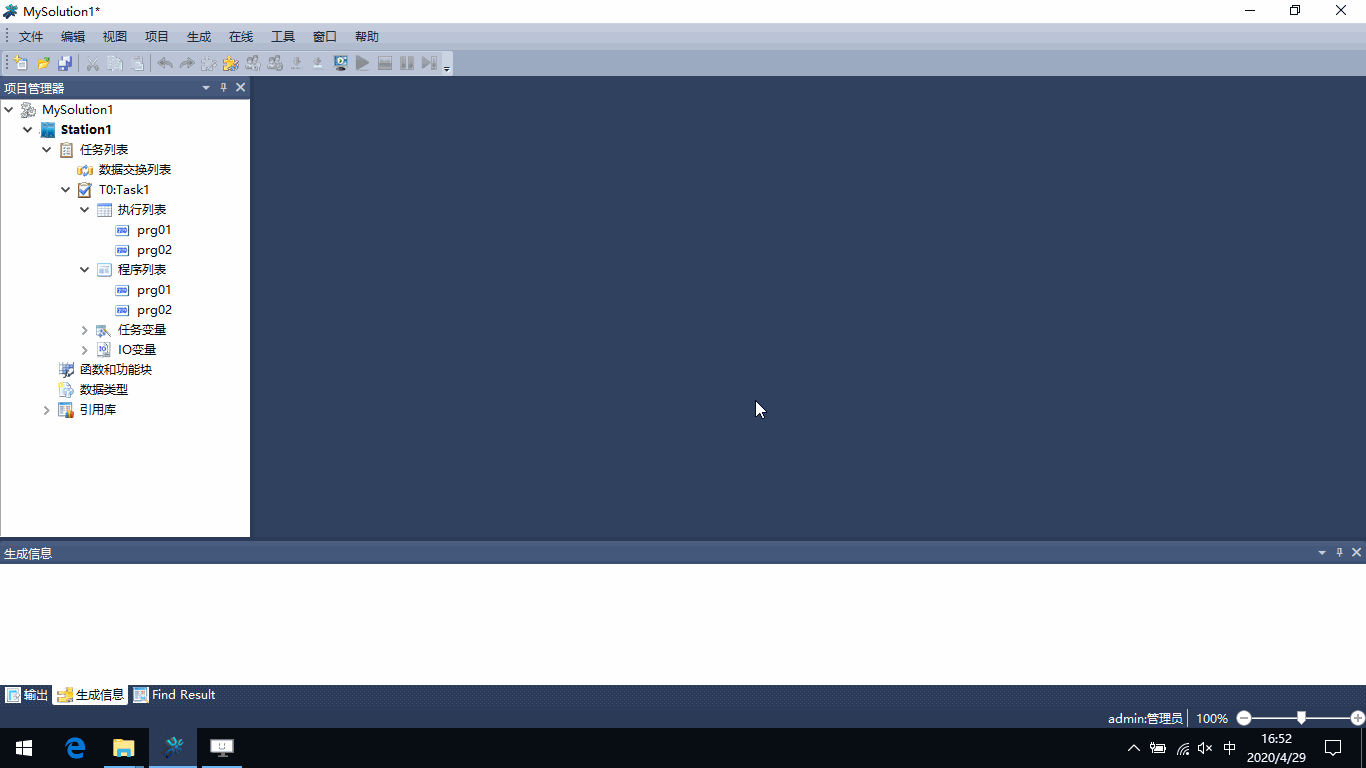 MySolution1*
文件 编辑 视图 项目 生成 在线 工具 窗口 帮助
项目管理器
MySolution1
Station1
任务列表
数据交换列表
T0:Task1
执行列表
prg01
prg02
程序列表
prg01
prg02
任务变量
IO变量
函数和功能块
数据类型
引用库
生成信息
输出 生成信息 Find Result
admin:管理员 100%
中
16:52
2020/4/29